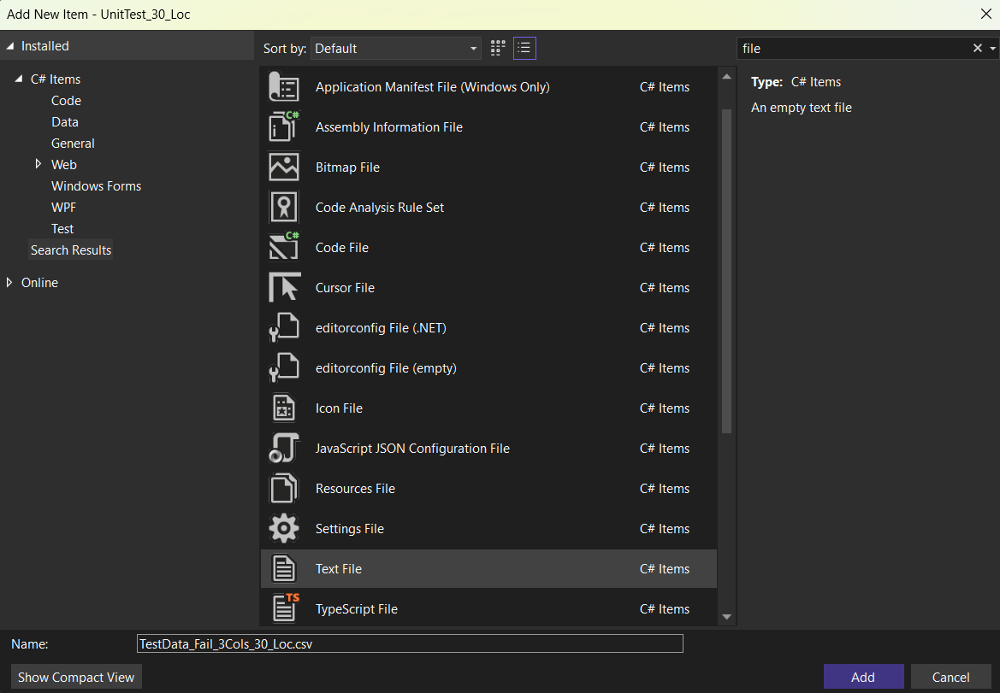 Add New Item - UnitTest_30_Loc
Installed
C# Items
Code
Data
General
Web
Windows Forms
WPF
Test
Search Results
Online
Sort by: Default
Application Manifest File (Windows Only) C# Items
C# Assembly Information File C# Items
Bitmap File C# Items
Code Analysis Rule Set C# Items
C# Code File C# Items
Cursor File C# Items
editorconfig File (.NET) C# Items
editorconfig File (empty) C# Items
Icon File C# Items
JavaScript JSON Configuration File C# Items
Resources File C# Items
Settings File C# Items
Text File C# Items
TS TypeScript File C# Items
file
Type: C# Items
An empty text file
Name: TestData_Fail_3Cols_30_Loc.csv
Show Compact View
Add
Cancel